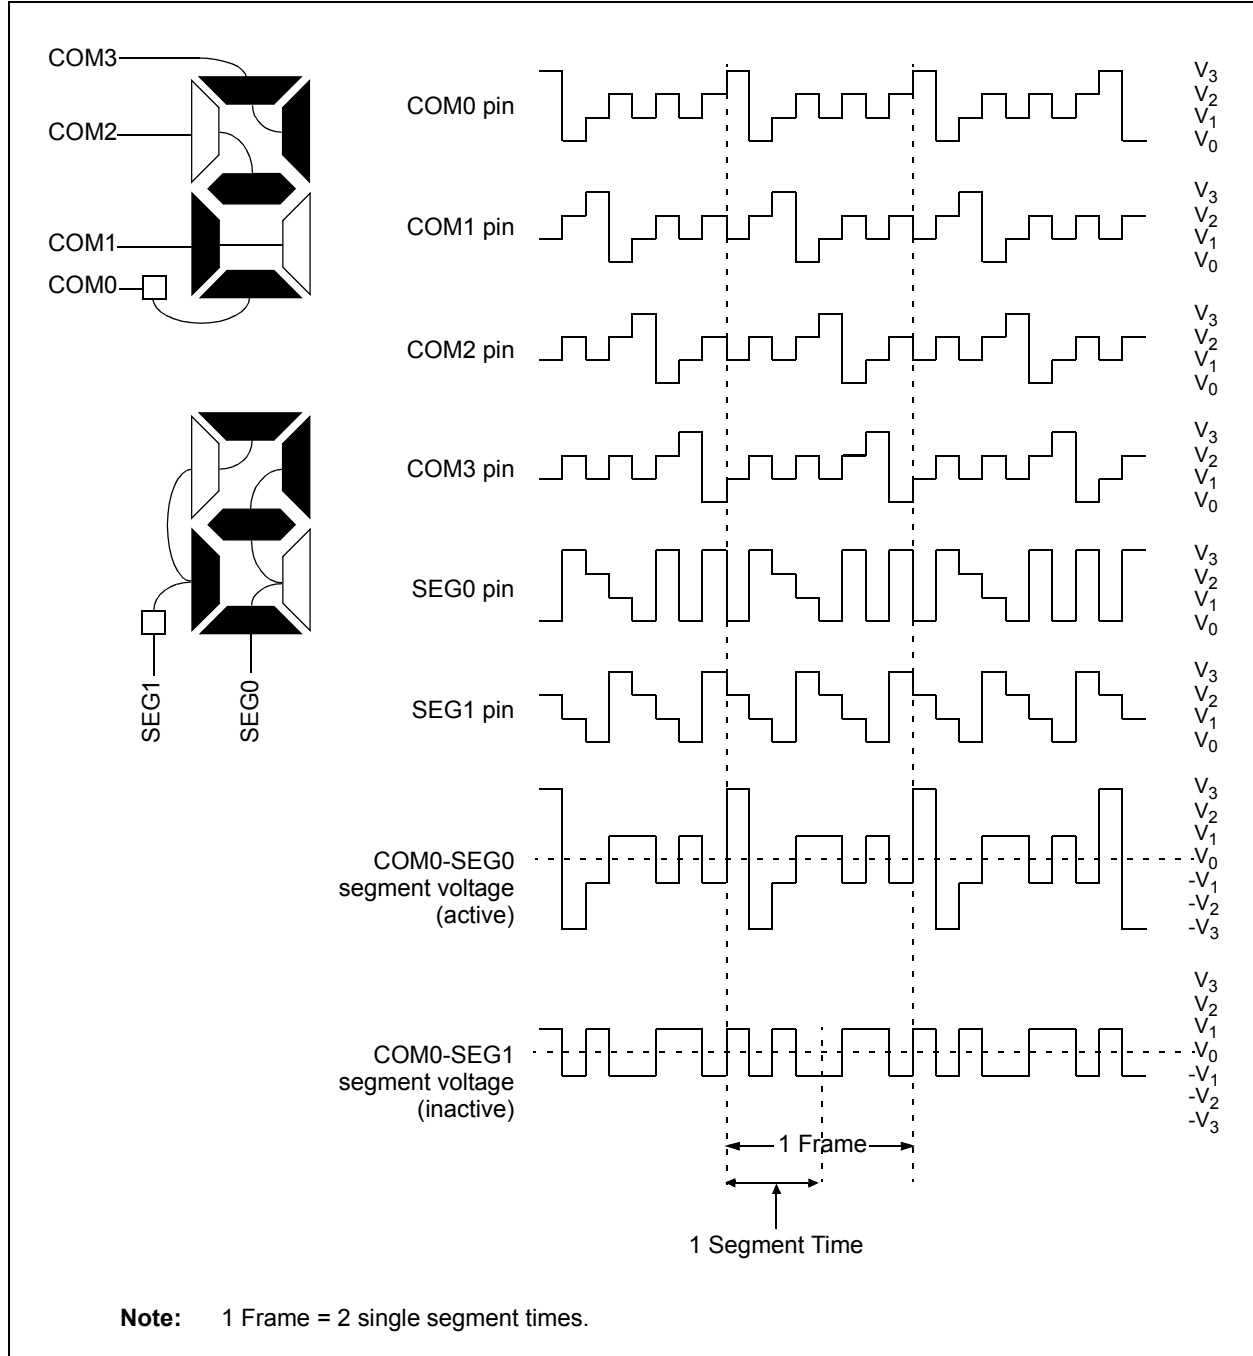 COM3
COM2
COM1
COM0
SEG1
SEG0
COM0 pin
V3
V2
V1
V0
COM1 pin
V3
V2
V1
V0
COM2 pin
V3
V2
V1
V0
COM3 pin
V3
V2
V1
V0
SEG0 pin
V3
V2
V1
V0
SEG1 pin
V3
V2
V1
V0
COM0-SEG0
segment voltage
(active)
V3
V2
V1
V0
-V1
-V2
-V3
COM0-SEG1
segment voltage
(inactive)
V3
V2
V1
V0
-V1
-V2
-V3
1 Frame
1 Segment Time
Note: 1 Frame = 2 single segment times.